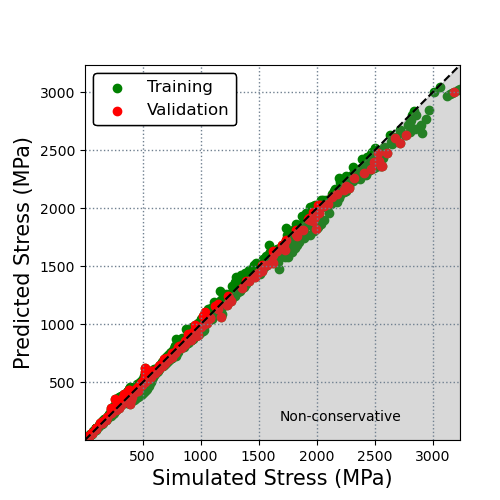 Training
Validation
3000
2500
2000
1500
1000
500
Predicted Stress (MPa)
Non-conservative
500
1000
1500
2000
2500
3000
Simulated Stress (MPa)